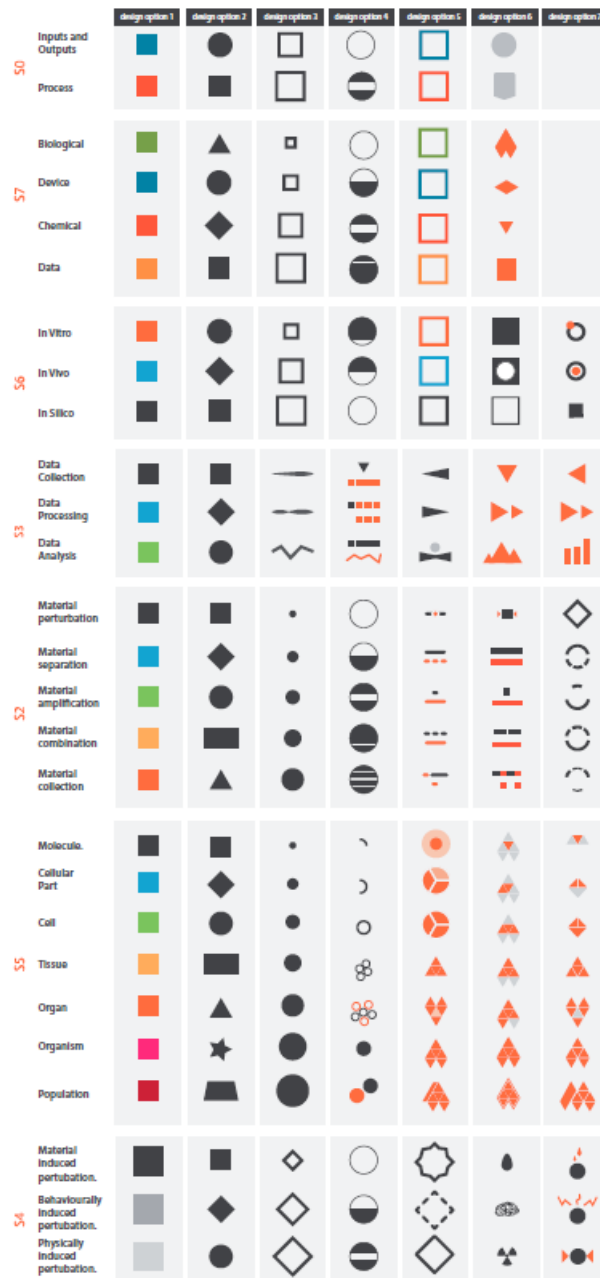 design option 1 design option 2 design option 3 design option 4 design option 5 design option 6 design option 7
S0
Inputs and
Outputs
Process
S7
Biological
Device
Chemical
Data
S6
In Vitro
In Vivo
In Silico
S3
Data
Collection
Data
Processing
Data
Analysis
S2
Material
perturbation
Material
separation
Material
amplification
Material
combination
Material
collection
S5
Molecule.
Cellular
Part
Cell
Tissue
Organ
Organism
Population
S4
Material
induced
pertubation.
Behaviourally
induced
pertubation.
Physically
induced
pertubation.